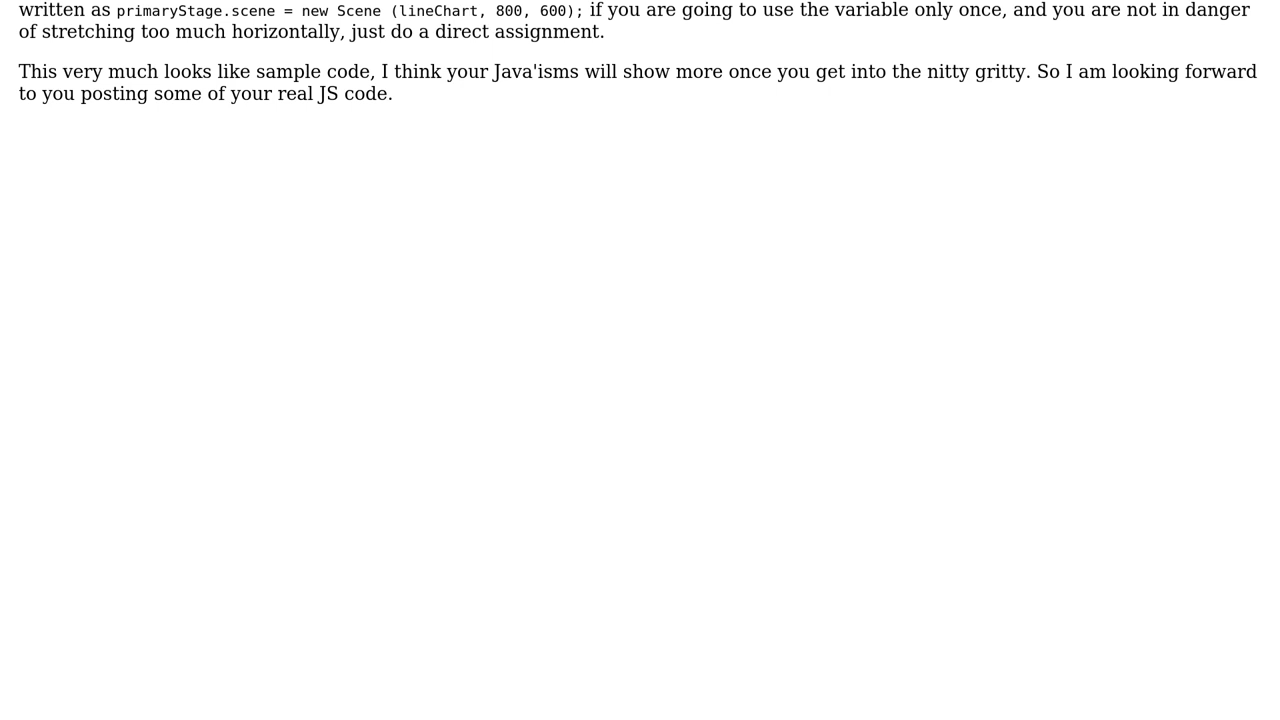 written as primaryStage.scene = new Scene (lineChart, 800, 600); if you are going to use the variable only once, and you are not in danger
of stretching too much horizontally, just do a direct assignment.
This very much looks like sample code, I think your Java'isms will show more once you get into the nitty gritty. So I am looking forward
to you posting some of your real JS code.